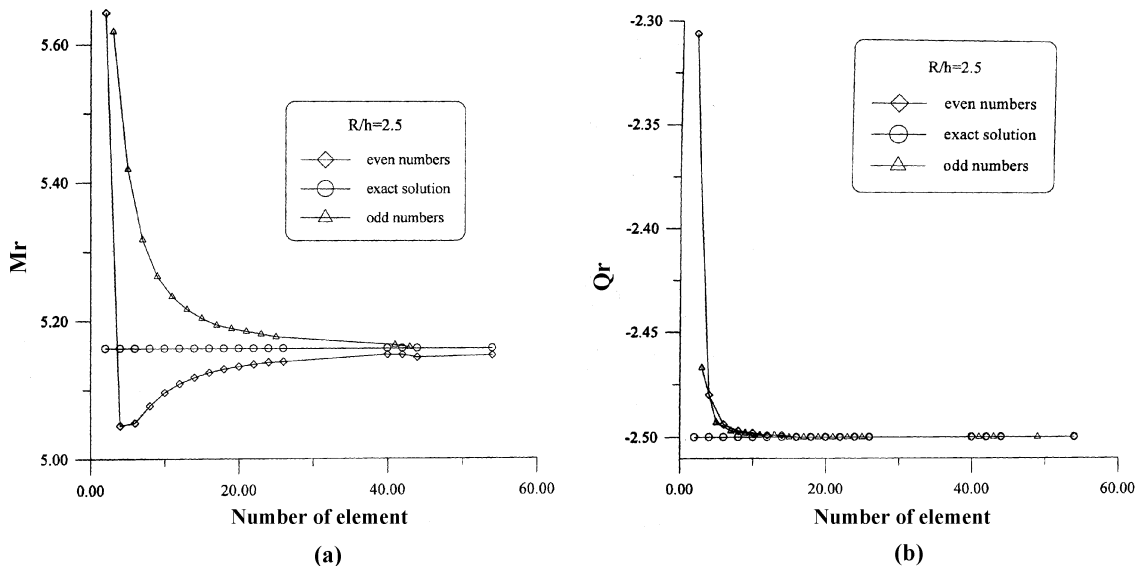 5.60
5.40
5.20
5.00
Mr
R/h=2.5
even numbers
exact solution
odd numbers
0.00 20.00 40.00 60.00
Number of element
(a)
-2.30
-2.35
-2.40
-2.45
-2.50
Qr
R/h=2.5
even numbers
exact solution
odd numbers
0.00 20.00 40.00 60.00
Number of element
(b)